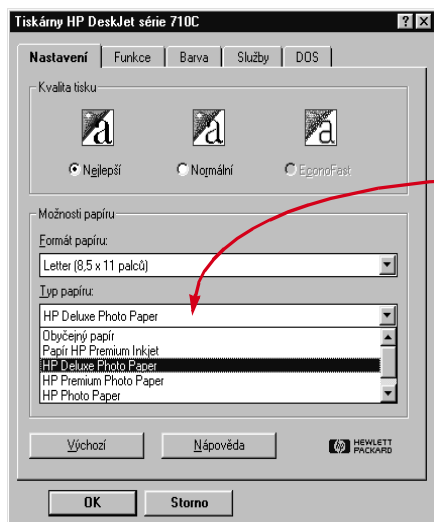 Tiskárny HP DeskJet série 710C
Nastavení Funkce Barva Služby DOS
Kvalita tisku
a a a
Nejlepší Normální EconoFast
Možnosti papíru
Formát papíru:
Letter (8,5 x 11 palců)
Typ papíru:
HP Deluxe Photo Paper
Obyčejný papír
Papír HP Premium Inkjet
HP Deluxe Photo Paper
HP Premium Photo Paper
HP Photo Paper
Výchozí Nápověda hp HEWLETT
PACKARD
OK Storno